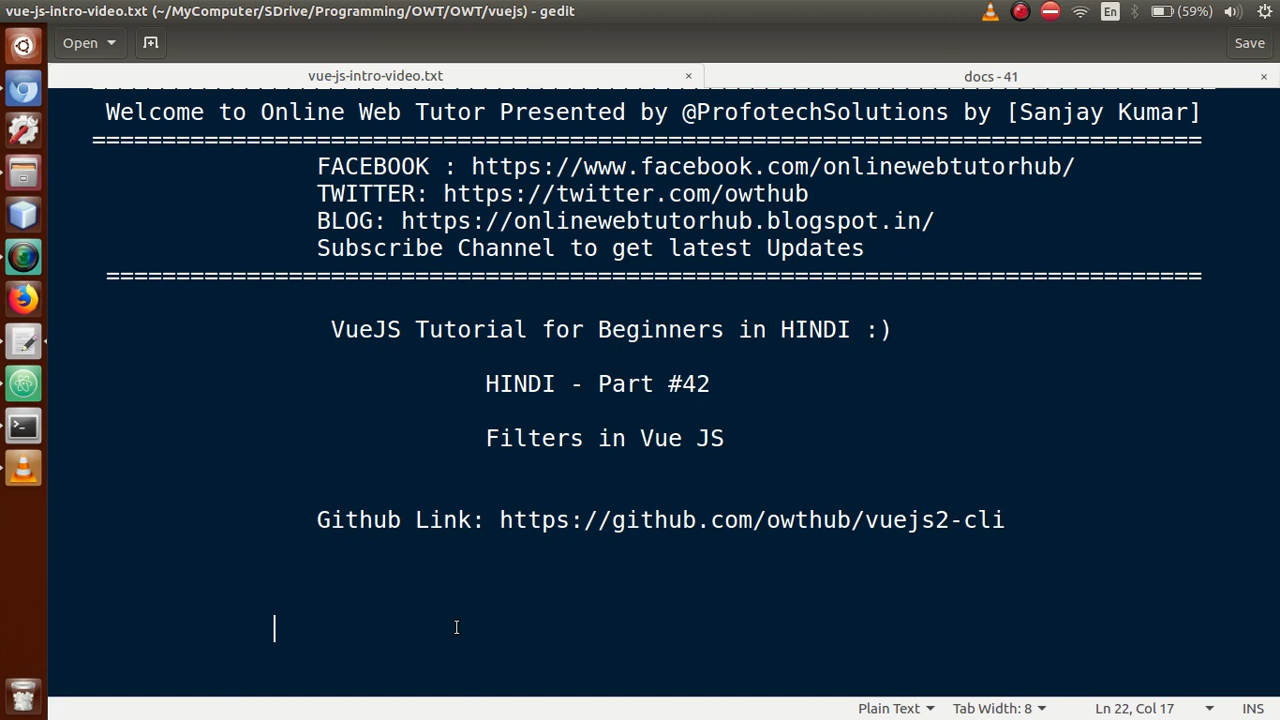 vue-js-intro-video.txt (~/MyComputer/SDrive/Programming/OWT/OWT/vuejs) - gedit
En
(59%)
Open
Save
vue-js-intro-video.txt
×
docs - 41
×
Welcome to Online Web Tutor Presented by @ProfotechSolutions by [Sanjay Kumar]
===============================================================================
FACEBOOK : https://www.facebook.com/onlinewebtutorhub/
TWITTER: https://twitter.com/owthub
BLOG: https://onlinewebtutorhub.blogspot.in/
Subscribe Channel to get latest Updates
==============================================================================
VueJS Tutorial for Beginners in HINDI :)
HINDI - Part #42
Filters in Vue JS
Github Link: https://github.com/owthub/vuejs2-cli
Plain Text
Tab Width: 8
Ln 22, Col 17
INS